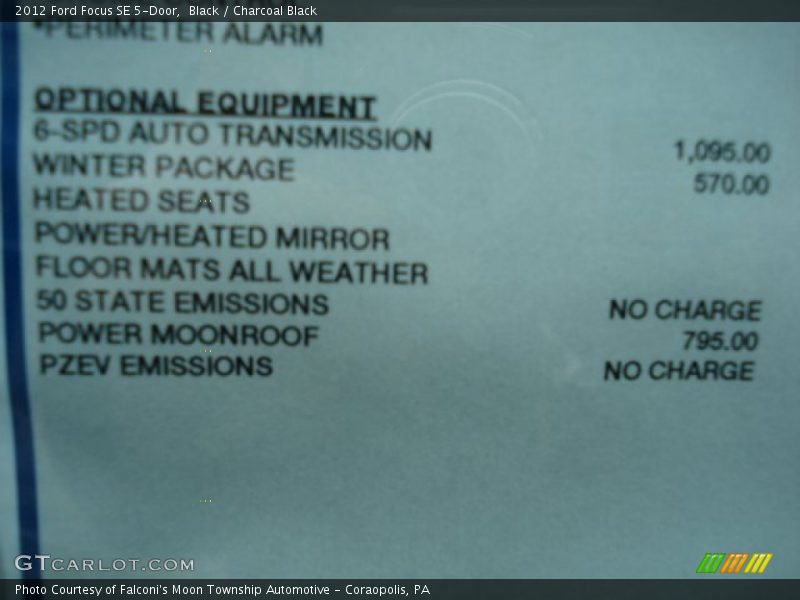 2012 Ford Focus SE 5-Door, Black / Charcoal Black
*PERIMETER ALARM
OPTIONAL EQUIPMENT
6-SPD AUTO TRANSMISSION 1,095.00
WINTER PACKAGE 570.00
HEATED SEATS
POWER/HEATED MIRROR
FLOOR MATS ALL WEATHER
50 STATE EMISSIONS NO CHARGE
POWER MOONROOF 795.00
PZEV EMISSIONS NO CHARGE
GTCARLOT.COM
Photo Courtesy of Falconi's Moon Township Automotive - Coraopolis, PA